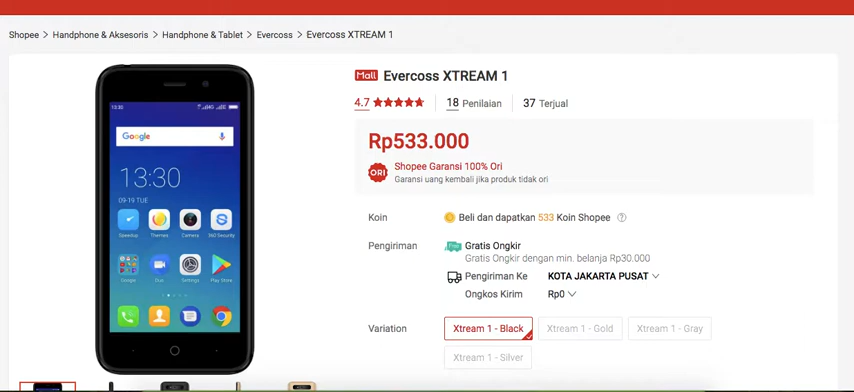 Shopee > Handphone & Aksesoris > Handphone & Tablet > Evercoss > Evercoss XTREAM 1
13:30
Google
13:30
09-19 TUE
Speedup Themes Camera 360 Security
Google Duo Settings Play Store
Mall Evercoss XTREAM 1
4.7 18 Penilaian 37 Terjual
Rp533.000
ORI Shopee Garansi 100% Ori
Garansi uang kembali jika produk tidak ori
Koin Beli dan dapatkan 533 Koin Shopee ?
Pengiriman Free Gratis Ongkir
Gratis Ongkir dengan min. belanja Rp30.000
Pengiriman Ke KOTA JAKARTA PUSAT
Ongkos Kirim Rp0
Variation Xtream 1 - Black Xtream 1 - Gold Xtream 1 - Gray
Xtream 1 - Silver